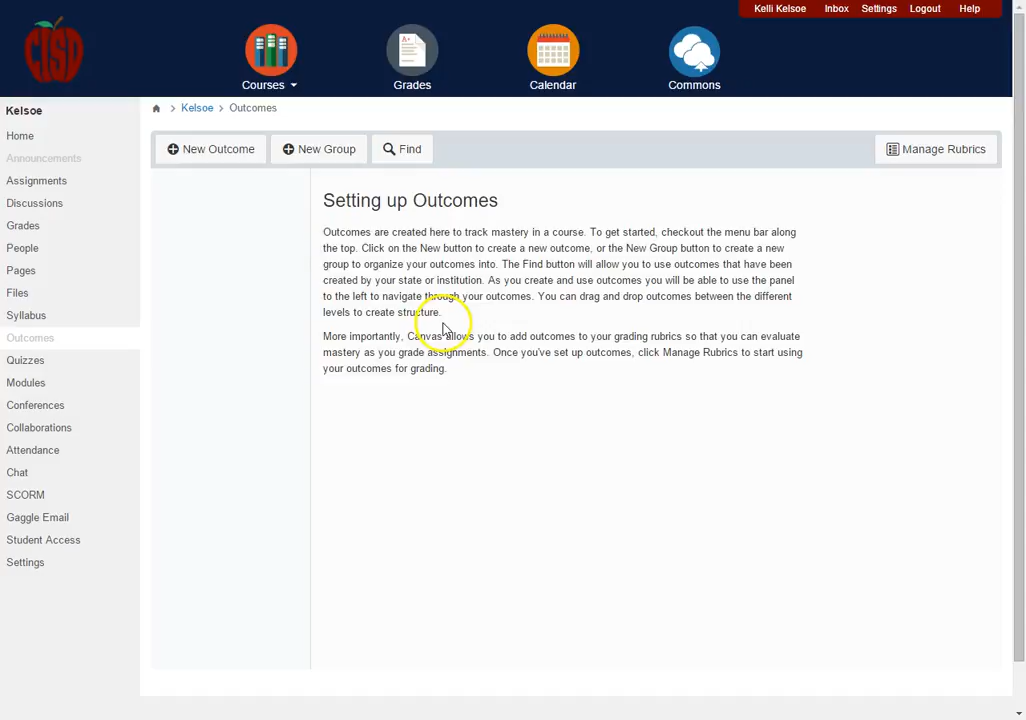 Kelli Kelsoe Inbox Settings Logout Help
CISD
A+
Courses Grades Calendar Commons
Kelsoe
Kelsoe > Outcomes
Home
Announcements
Assignments
Discussions
Grades
People
Pages
Files
Syllabus
Outcomes
Quizzes
Modules
Conferences
Collaborations
Attendance
Chat
SCORM
Gaggle Email
Student Access
Settings
New Outcome New Group Find Manage Rubrics
Setting up Outcomes
Outcomes are created here to track mastery in a course. To get started, checkout the menu bar along
the top. Click on the New button to create a new outcome, or the New Group button to create a new
group to organize your outcomes into. The Find button will allow you to use outcomes that have been
created by your state or institution. As you create and use outcomes you will be able to use the panel
to the left to navigate through your outcomes. You can drag and drop outcomes between the different
levels to create structure.
More importantly, Canvas allows you to add outcomes to your grading rubrics so that you can evaluate
mastery as you grade assignments. Once you've set up outcomes, click Manage Rubrics to start using
your outcomes for grading.